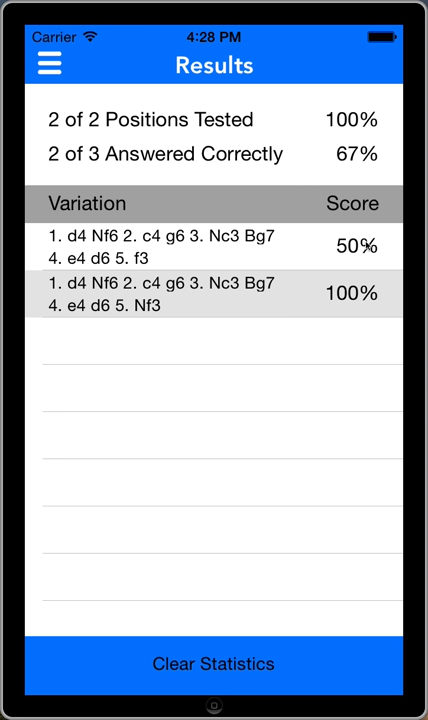 Carrier 4:28 PM
Results
2 of 2 Positions Tested 100%
2 of 3 Answered Correctly 67%
Variation Score
1. d4 Nf6 2. c4 g6 3. Nc3 Bg7
4. e4 d6 5. f3 50%
1. d4 Nf6 2. c4 g6 3. Nc3 Bg7
4. e4 d6 5. Nf3 100%
Clear Statistics